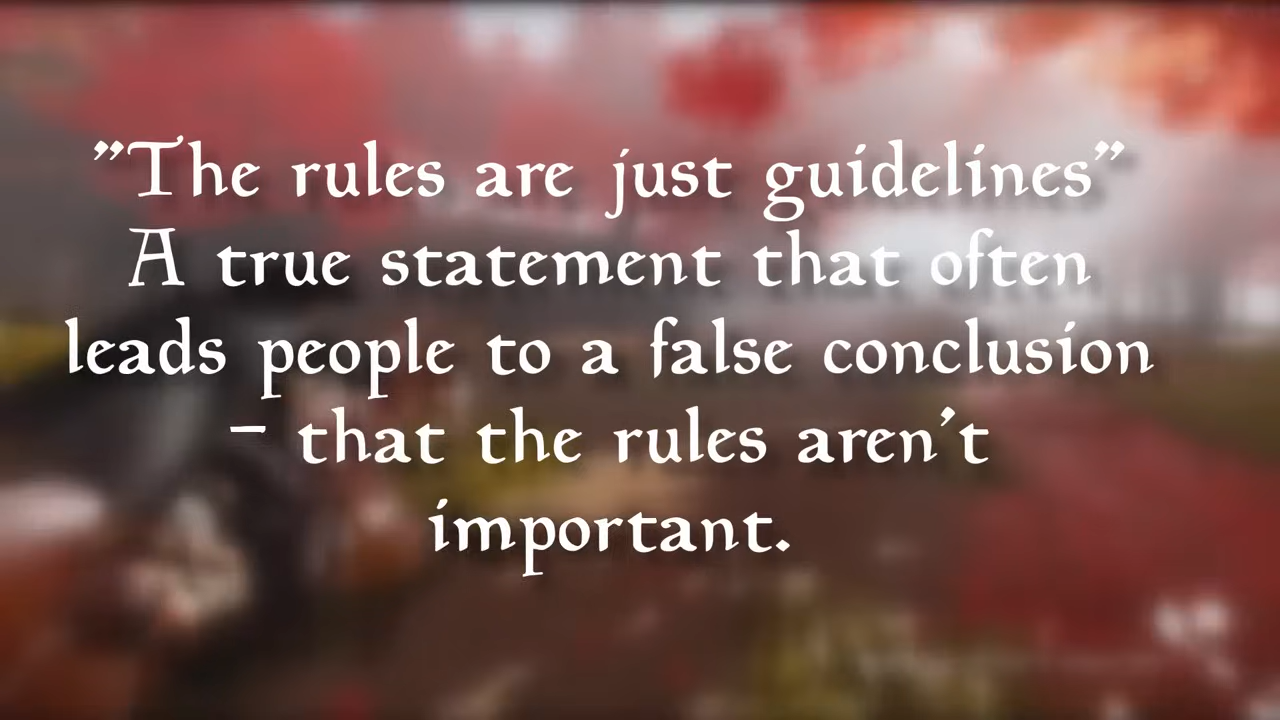 ”The rules are just guidelines”
A true statement that often
leads people to a false conclusion
– that the rules aren’t
important.